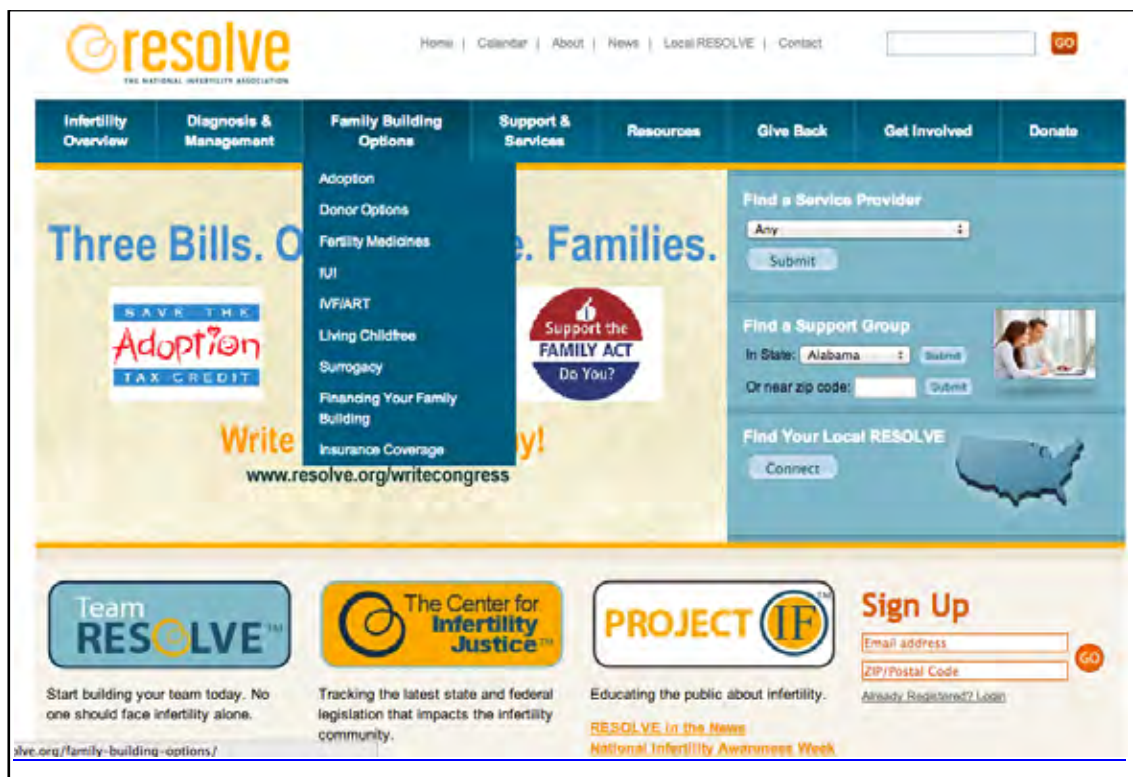 resolve
THE NATIONAL INFERTILITY ASSOCIATION
Home | Calendar | About | News | Local RESOLVE | Contact
GO
Infertility Overview
Diagnosis & Management
Family Building Options
Support & Services
Resources
Give Back
Get Involved
Donate
Adoption
Donor Options
Fertility Medicines
IUI
IVF/ART
Living Childfree
Surrogacy
Financing Your Family
Building
Insurance Coverage
Three Bills. O e. Families.
SAVE THE
Adoption
TAX CREDIT
Support the
FAMILY ACT
Do You?
Write y!
www.resolve.org/writecongress
Find a Service Provider
Any
Submit
Find a Support Group
In State: Alabama Submit
Or near zip code: Submit
Find Your Local RESOLVE
Connect
Team
RESOLVE™
Start building your team today. No
one should face infertility alone.
The Center for
Infertility
Justice™
Tracking the latest state and federal
legislation that impacts the infertility
community.
PROJECT IF™
Educating the public about infertility.
RESOLVE in the News
National Infertility Awareness Week
Sign Up
Email address
ZIP/Postal Code
GO
Already Registered? Login
olve.org/family-building-options/